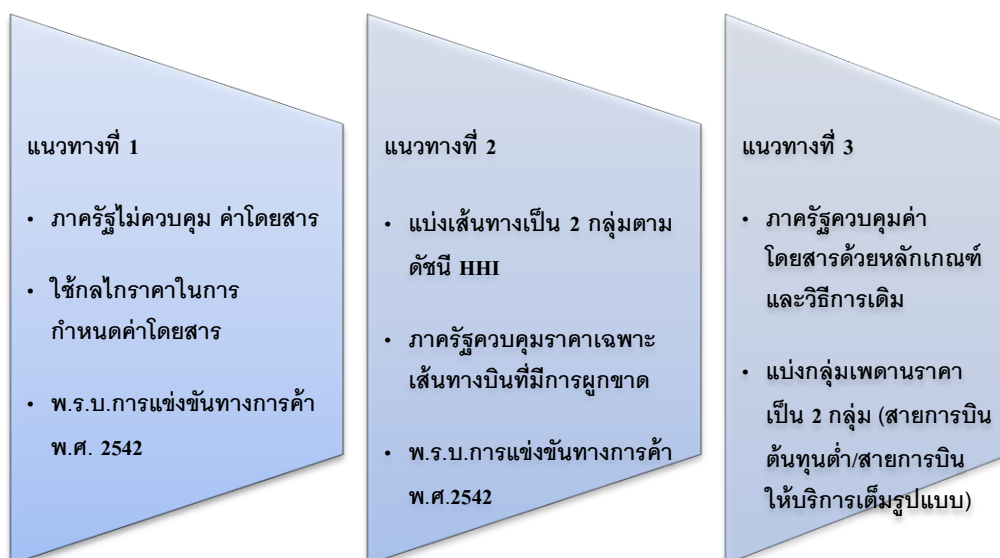 แนวทางที่ 1
• ภาครัฐไม่ควบคุม ค่าโดยสาร
• ใช้กลไกราคาในการ
กำหนดค่าโดยสาร
• พ.ร.บ.การแข่งขันทางการค้า
พ.ศ. 2542
แนวทางที่ 2
• แบ่งเส้นทางเป็น 2 กลุ่มตาม
ดัชนี HHI
• ภาครัฐควบคุมราคาเฉพาะ
เส้นทางบินที่มีการผูกขาด
• พ.ร.บ.การแข่งขันทางการค้า
พ.ศ.2542
แนวทางที่ 3
• ภาครัฐควบคุมค่า
โดยสารด้วยหลักเกณฑ์
และวิธีการเดิม
• แบ่งกลุ่มเพดานราคา
เป็น 2 กลุ่ม (สายการบิน
ต้นทุนต่ำ/สายการบิน
ให้บริการเต็มรูปแบบ)